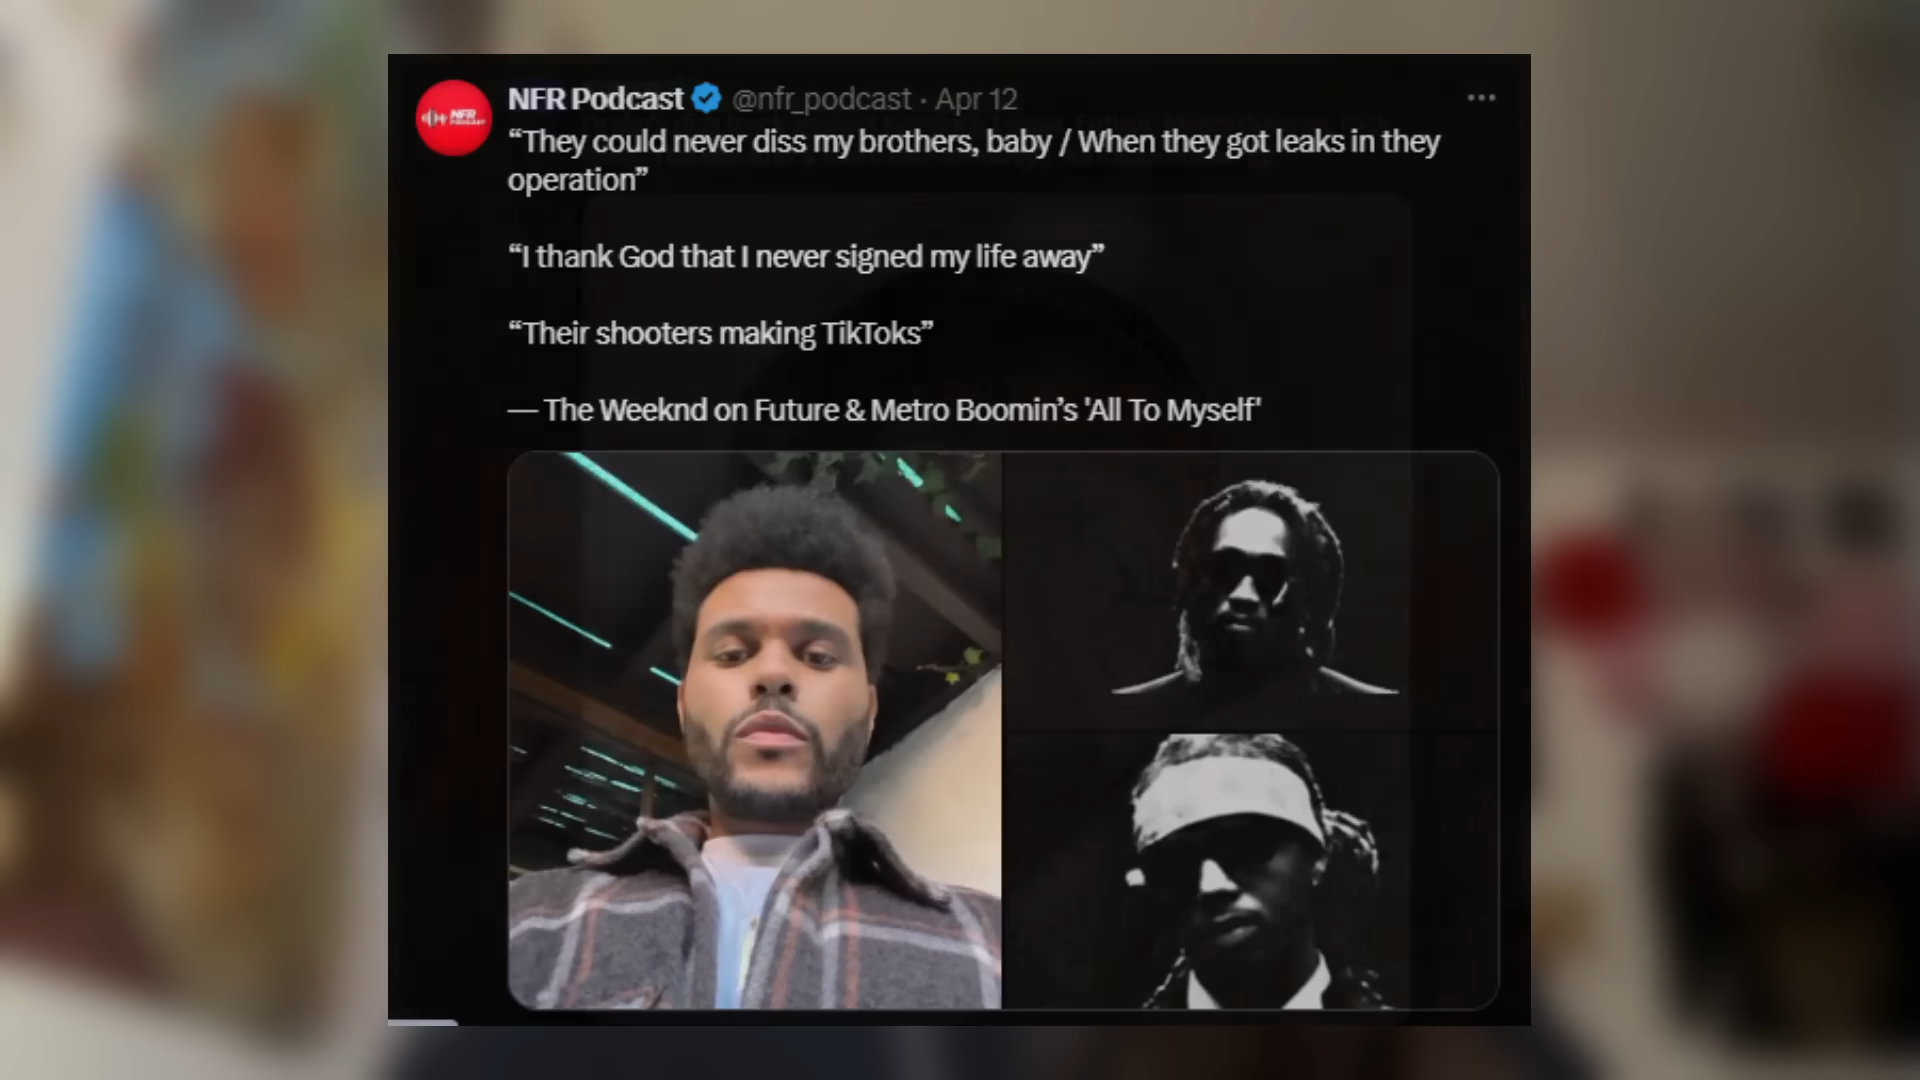 NFR Podcast @nfr_podcast · Apr 12
“They could never diss my brothers, baby / When they got leaks in they
operation”
“I thank God that I never signed my life away”
“Their shooters making TikToks”
— The Weeknd on Future & Metro Boomin’s 'All To Myself'
NFR
PODCAST